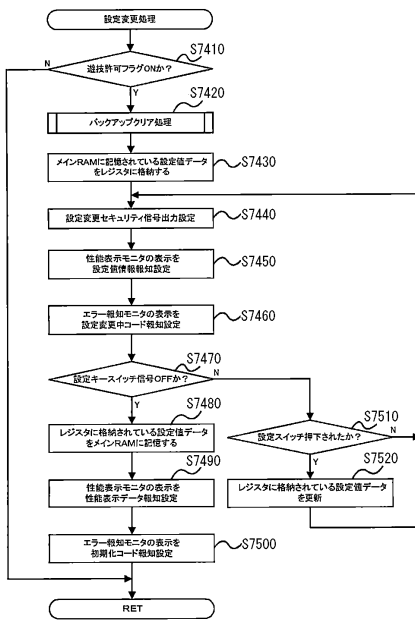 設定変更処理
S7410
遊技許可フラグONか？
N
Y
S7420
バックアップクリア処理
メインRAMに記憶されている設定値データ
をレジスタに格納する
S7430
設定変更セキュリティ信号出力設定
S7440
性能表示モニタの表示を
設定値情報報知設定
S7450
エラー報知モニタの表示を
設定変更中コード報知設定
S7460
S7470
設定キースイッチ信号OFFか？
N
Y
S7480
レジスタに格納されている設定値データ
をメインRAMに記憶する
S7510
設定スイッチ押下されたか？
N
Y
S7490
性能表示モニタの表示を
性能表示データ報知設定
S7520
レジスタに格納されている設定値データ
を更新
エラー報知モニタの表示を
初期化コード報知設定
S7500
RET